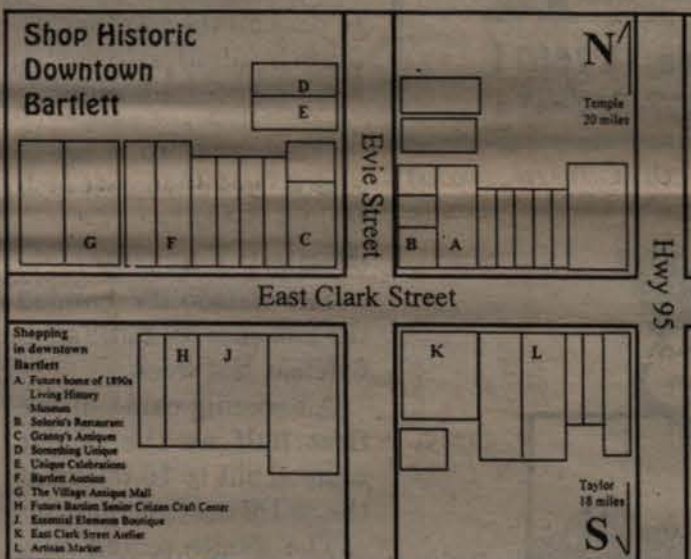 Shop Historic
Downtown
Bartlett
D
E
G
F
C
Evie Street
N
Temple
20 miles
B
A
Hwy 95
East Clark Street
Shopping
in downtown
Bartlett
A. Future home of 1890s
Living History
Museum
B. Solorio's Restaurant
C. Granny's Antiques
D. Something Unique
E. Unique Celebrations
F. Bartlett Auction
G. The Village Antique Mall
H. Future Bartlett Senior Citizen Craft Center
J. Essential Elements Boutique
K. East Clark Street Atelier
L. Artisan Market
H
J
K
L
Taylor
18 miles
S